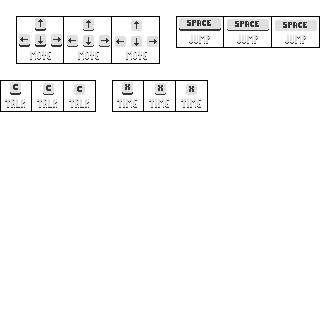 ↑ ↑ ↑ SPACE SPACE SPACE
← ↓ → ← ↓ → ← ↓ → JUMP JUMP JUMP
MOVE MOVE MOVE
C C C X X X
TALK TALK TALK TIME TIME TIME